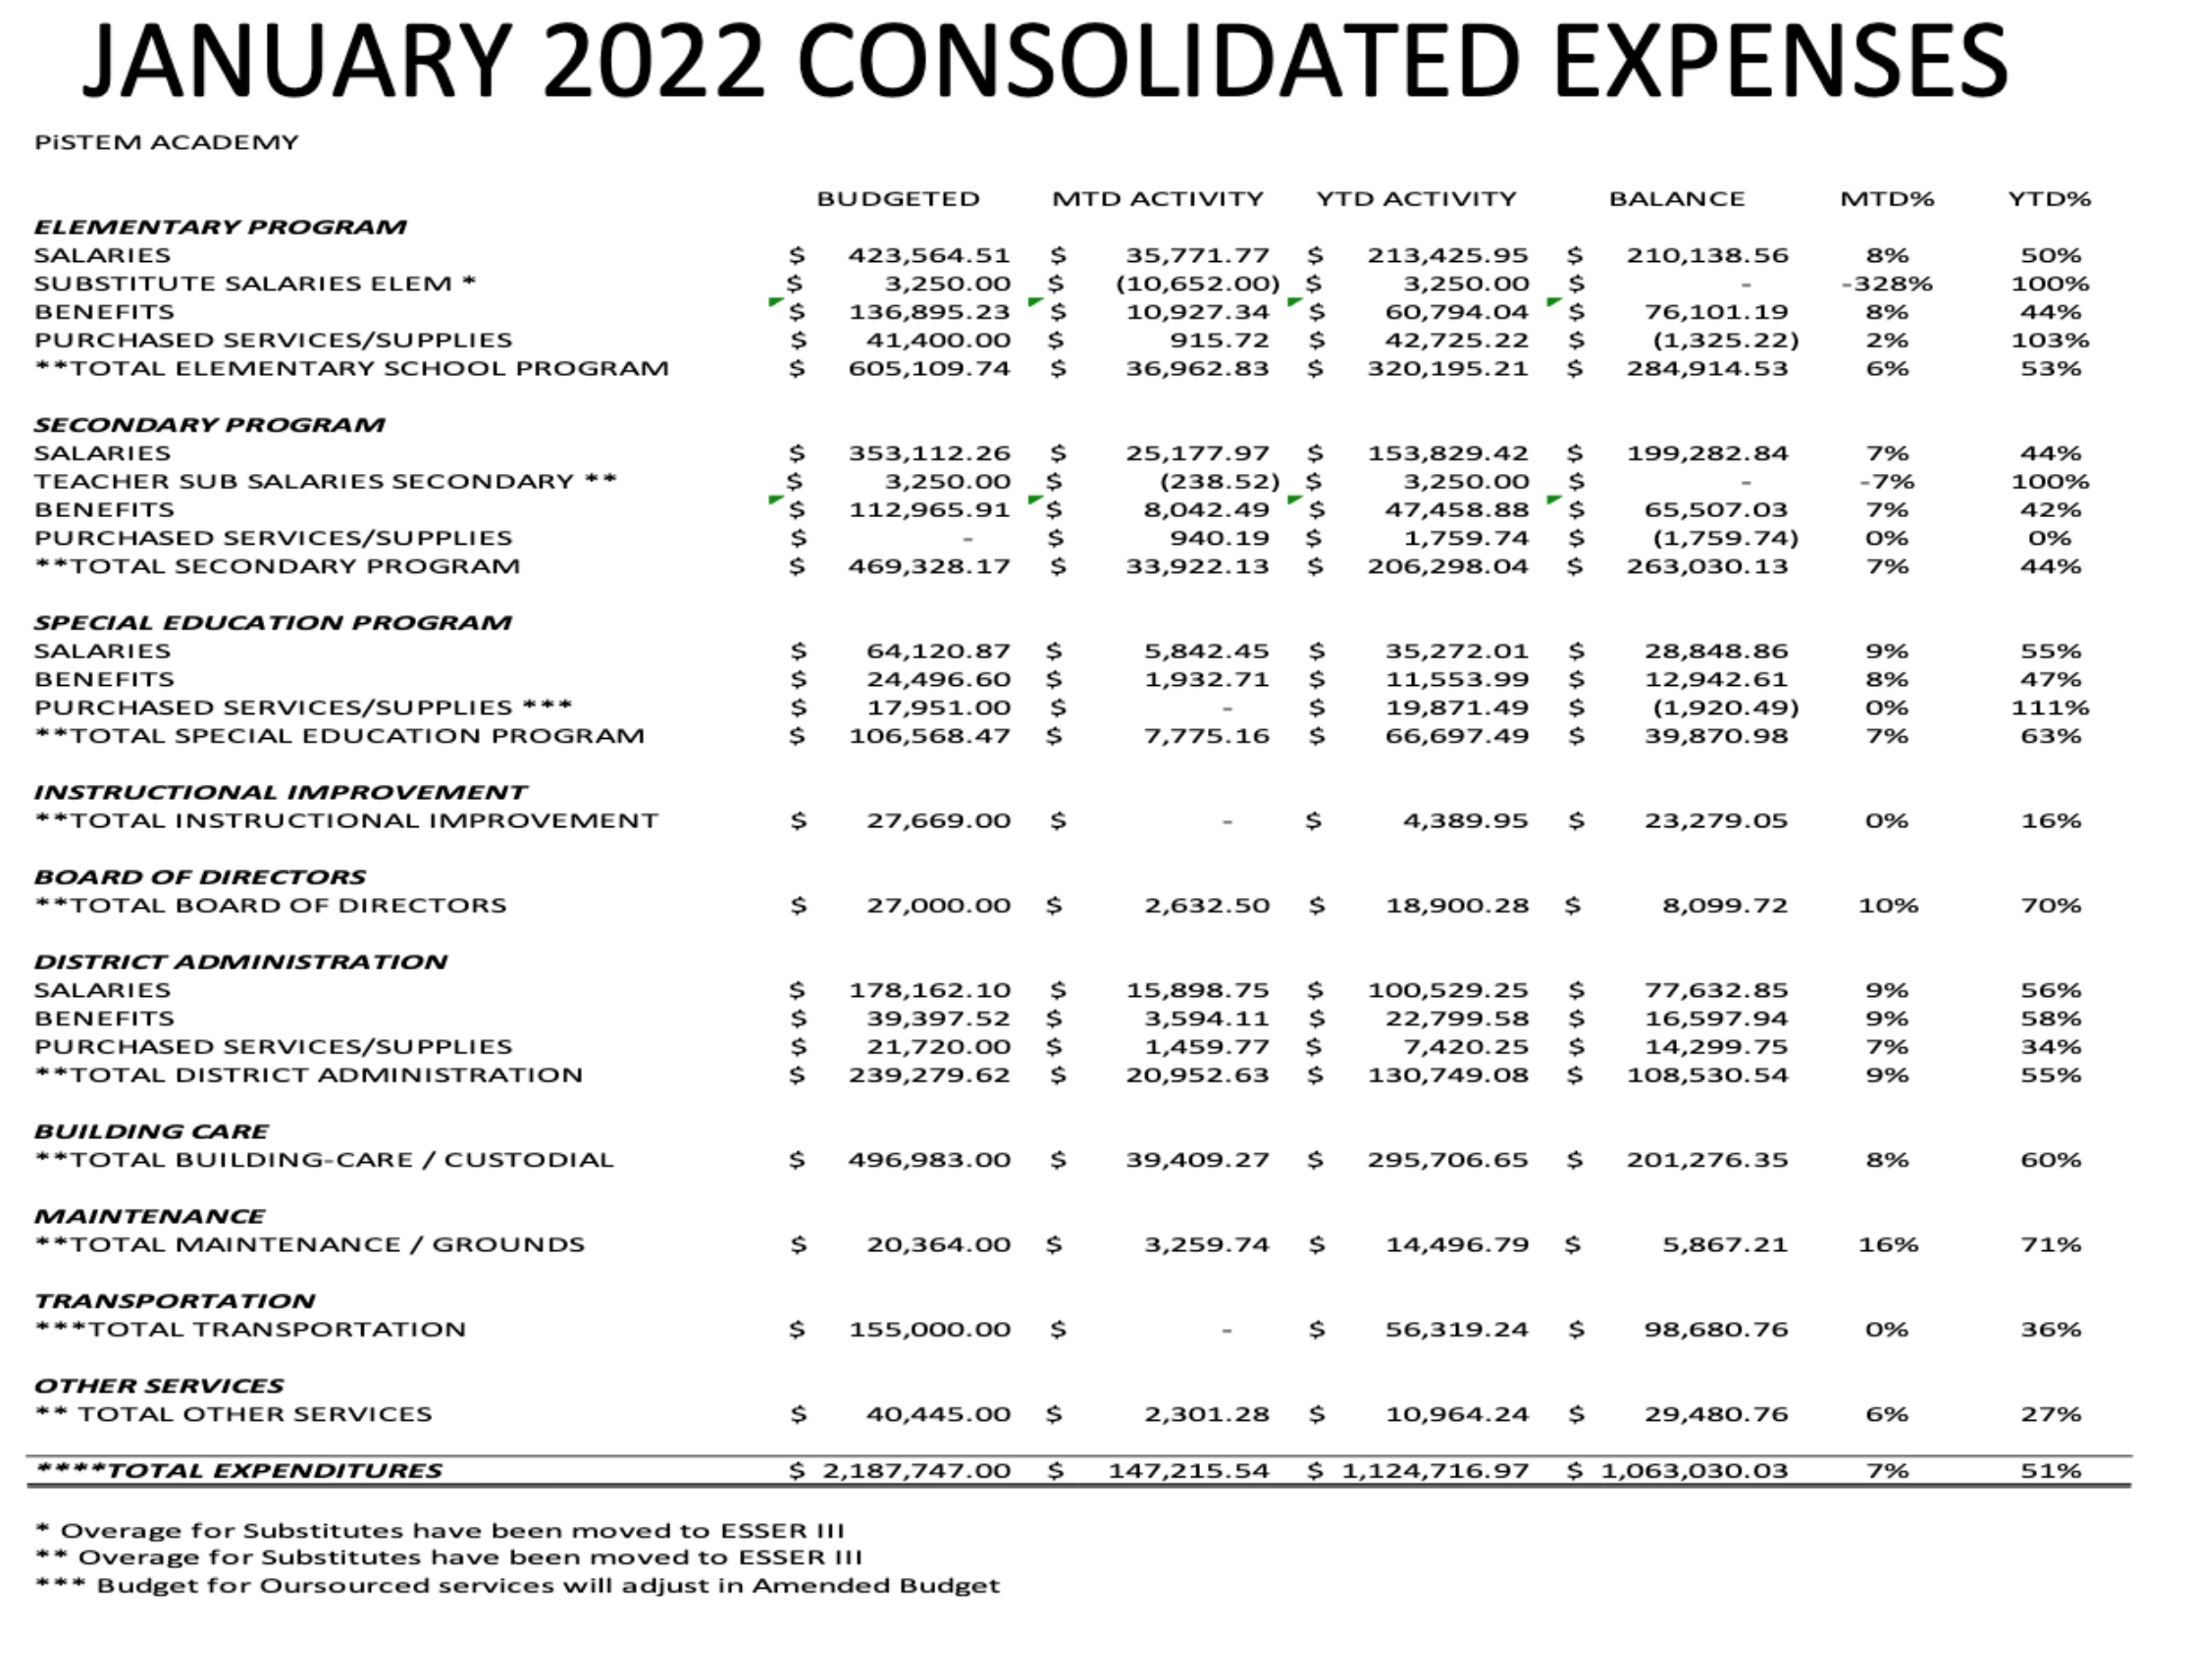 JANUARY 2022 CONSOLIDATED EXPENSES
PiSTEM ACADEMY
BUDGETED MTD ACTIVITY YTD ACTIVITY BALANCE MTD% YTD%
ELEMENTARY PROGRAM
SALARIES $ 423,564.51 $ 35,771.77 $ 213,425.95 $ 210,138.56 8% 50%
SUBSTITUTE SALARIES ELEM * $ 3,250.00 $ (10,652.00) $ 3,250.00 $ - -328% 100%
BENEFITS $ 136,895.23 $ 10,927.34 $ 60,794.04 $ 76,101.19 8% 44%
PURCHASED SERVICES/SUPPLIES $ 41,400.00 $ 915.72 $ 42,725.22 $ (1,325.22) 2% 103%
**TOTAL ELEMENTARY SCHOOL PROGRAM $ 605,109.74 $ 36,962.83 $ 320,195.21 $ 284,914.53 6% 53%
SECONDARY PROGRAM
SALARIES $ 353,112.26 $ 25,177.97 $ 153,829.42 $ 199,282.84 7% 44%
TEACHER SUB SALARIES SECONDARY ** $ 3,250.00 $ (238.52) $ 3,250.00 $ - -7% 100%
BENEFITS $ 112,965.91 $ 8,042.49 $ 47,458.88 $ 65,507.03 7% 42%
PURCHASED SERVICES/SUPPLIES $ - $ 940.19 $ 1,759.74 $ (1,759.74) 0% 0%
**TOTAL SECONDARY PROGRAM $ 469,328.17 $ 33,922.13 $ 206,298.04 $ 263,030.13 7% 44%
SPECIAL EDUCATION PROGRAM
SALARIES $ 64,120.87 $ 5,842.45 $ 35,272.01 $ 28,848.86 9% 55%
BENEFITS $ 24,496.60 $ 1,932.71 $ 11,553.99 $ 12,942.61 8% 47%
PURCHASED SERVICES/SUPPLIES *** $ 17,951.00 $ - $ 19,871.49 $ (1,920.49) 0% 111%
**TOTAL SPECIAL EDUCATION PROGRAM $ 106,568.47 $ 7,775.16 $ 66,697.49 $ 39,870.98 7% 63%
INSTRUCTIONAL IMPROVEMENT
**TOTAL INSTRUCTIONAL IMPROVEMENT $ 27,669.00 $ - $ 4,389.95 $ 23,279.05 0% 16%
BOARD OF DIRECTORS
**TOTAL BOARD OF DIRECTORS $ 27,000.00 $ 2,632.50 $ 18,900.28 $ 8,099.72 10% 70%
DISTRICT ADMINISTRATION
SALARIES $ 178,162.10 $ 15,898.75 $ 100,529.25 $ 77,632.85 9% 56%
BENEFITS $ 39,397.52 $ 3,594.11 $ 22,799.58 $ 16,597.94 9% 58%
PURCHASED SERVICES/SUPPLIES $ 21,720.00 $ 1,459.77 $ 7,420.25 $ 14,299.75 7% 34%
**TOTAL DISTRICT ADMINISTRATION $ 239,279.62 $ 20,952.63 $ 130,749.08 $ 108,530.54 9% 55%
BUILDING CARE
**TOTAL BUILDING-CARE / CUSTODIAL $ 496,983.00 $ 39,409.27 $ 295,706.65 $ 201,276.35 8% 60%
MAINTENANCE
**TOTAL MAINTENANCE / GROUNDS $ 20,364.00 $ 3,259.74 $ 14,496.79 $ 5,867.21 16% 71%
TRANSPORTATION
***TOTAL TRANSPORTATION $ 155,000.00 $ - $ 56,319.24 $ 98,680.76 0% 36%
OTHER SERVICES
** TOTAL OTHER SERVICES $ 40,445.00 $ 2,301.28 $ 10,964.24 $ 29,480.76 6% 27%
****TOTAL EXPENDITURES $ 2,187,747.00 $ 147,215.54 $ 1,124,716.97 $ 1,063,030.03 7% 51%
* Overage for Substitutes have been moved to ESSER III
** Overage for Substitutes have been moved to ESSER III
*** Budget for Oursourced services will adjust in Amended Budget